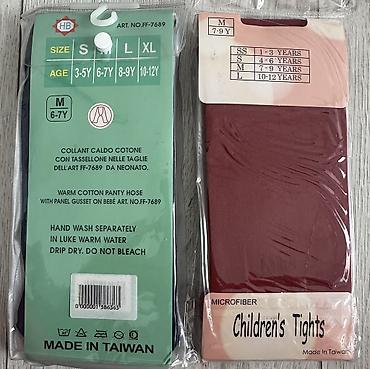 HB
ART. NO.FF-7689
SIZE S M L XL
AGE 3-5Y 6-7Y 8-9Y 10-12Y
M
6-7Y
COLLANT CALDO COTONE
CON TASSELLONE NELLE TAGLIE
DELL'ART FF-7689 DA NEONATO.
WARM COTTON PANTY HOSE
WITH PANEL GUSSET ON BEBÉ ART. NO.FF-7689
HAND WASH SEPARATELY
IN LUKE WARM WATER
DRIP DRY. DO NOT BLEACH
MADE IN TAIWAN
M
7-9 Y
SS 1-3 YEARS
S 4-6 YEARS
M 7-9 YEARS
L 10-12 YEARS
MICROFIBER
Children's Tights
Made In Taiwan